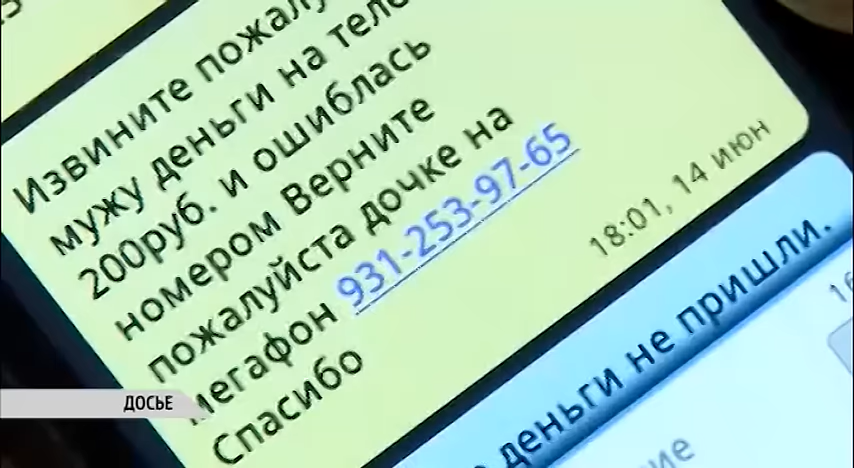 Извините пожалу
мужу деньги на теле
200руб. и ошиблась
номером Верните
пожалуйста дочке на
мегафон 931-253-97-65
Спасибо
18:01, 14 июн
деньги не пришли.
ДОСЬЕ